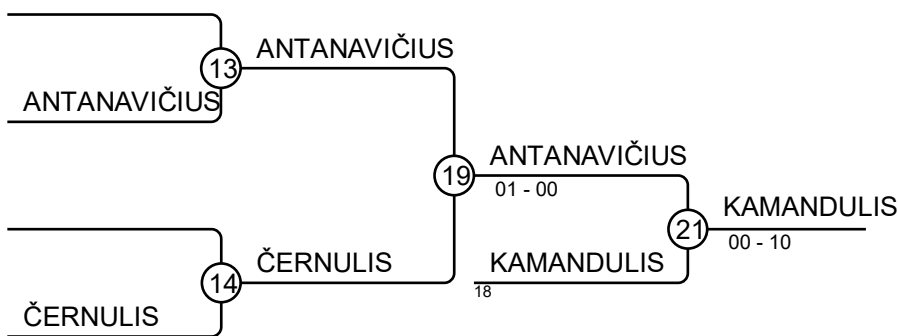 13
ANTANAVIČIUS
ANTANAVIČIUS
19
ANTANAVIČIUS
01 - 00
21
KAMANDULIS
00 - 10
14
ČERNULIS
KAMANDULIS
18
ČERNULIS